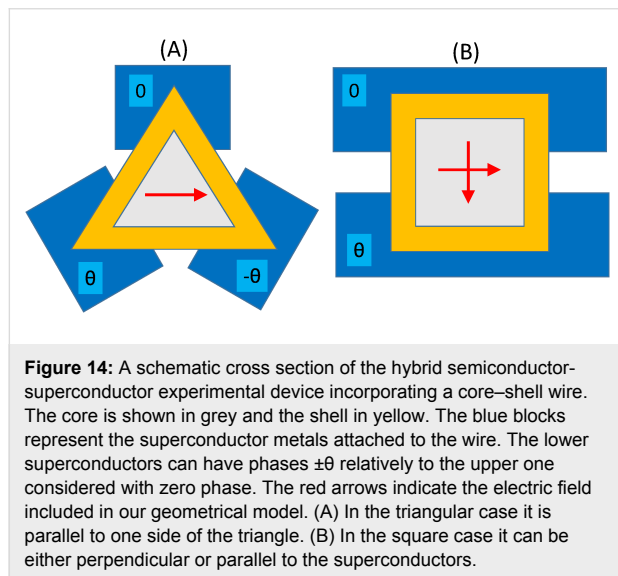 (A)
(B)
0
0
θ
-θ
θ
Figure 14: A schematic cross section of the hybrid semiconductor-
superconductor experimental device incorporating a core–shell wire.
The core is shown in grey and the shell in yellow. The blue blocks
represent the superconductor metals attached to the wire. The lower
superconductors can have phases ±θ relatively to the upper one
considered with zero phase. The red arrows indicate the electric field
included in our geometrical model. (A) In the triangular case it is
parallel to one side of the triangle. (B) In the square case it can be
either perpendicular or parallel to the superconductors.